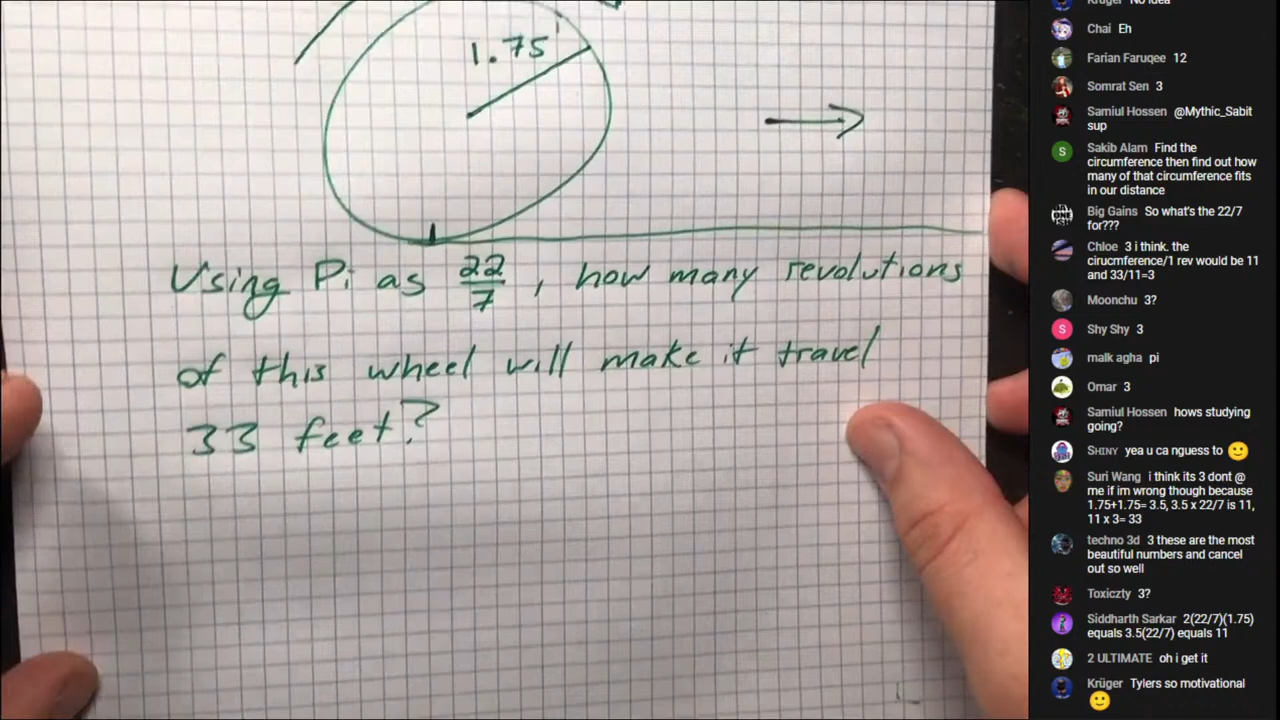 1.75'
Using Pi as 22/7, how many revolutions
of this wheel will make it travel
33 feet?
Krüger No idea
Chai Eh
Farian Faruqee 12
Somrat Sen 3
Samiul Hossen @Mythic_Sabit
sup
S
Sakib Alam Find the
circumference then find out how
many of that circumference fits
in our distance
Big Gains So what's the 22/7
for???
Chloe 3 i think. the
cirucmference/1 rev would be 11
and 33/11=3
Moonchu 3?
S
Shy Shy 3
malk agha pi
Omar 3
Samiul Hossen hows studying
going?
SHINY yea u ca nguess to
Suri Wang i think its 3 dont @
me if im wrong though because
1.75+1.75= 3.5, 3.5 x 22/7 is 11,
11 x 3= 33
techno 3d 3 these are the most
beautiful numbers and cancel
out so well
Toxiczty 3?
Siddharth Sarkar 2(22/7)(1.75)
equals 3.5(22/7) equals 11
2 ULTIMATE oh i get it
Krüger Tylers so motivational